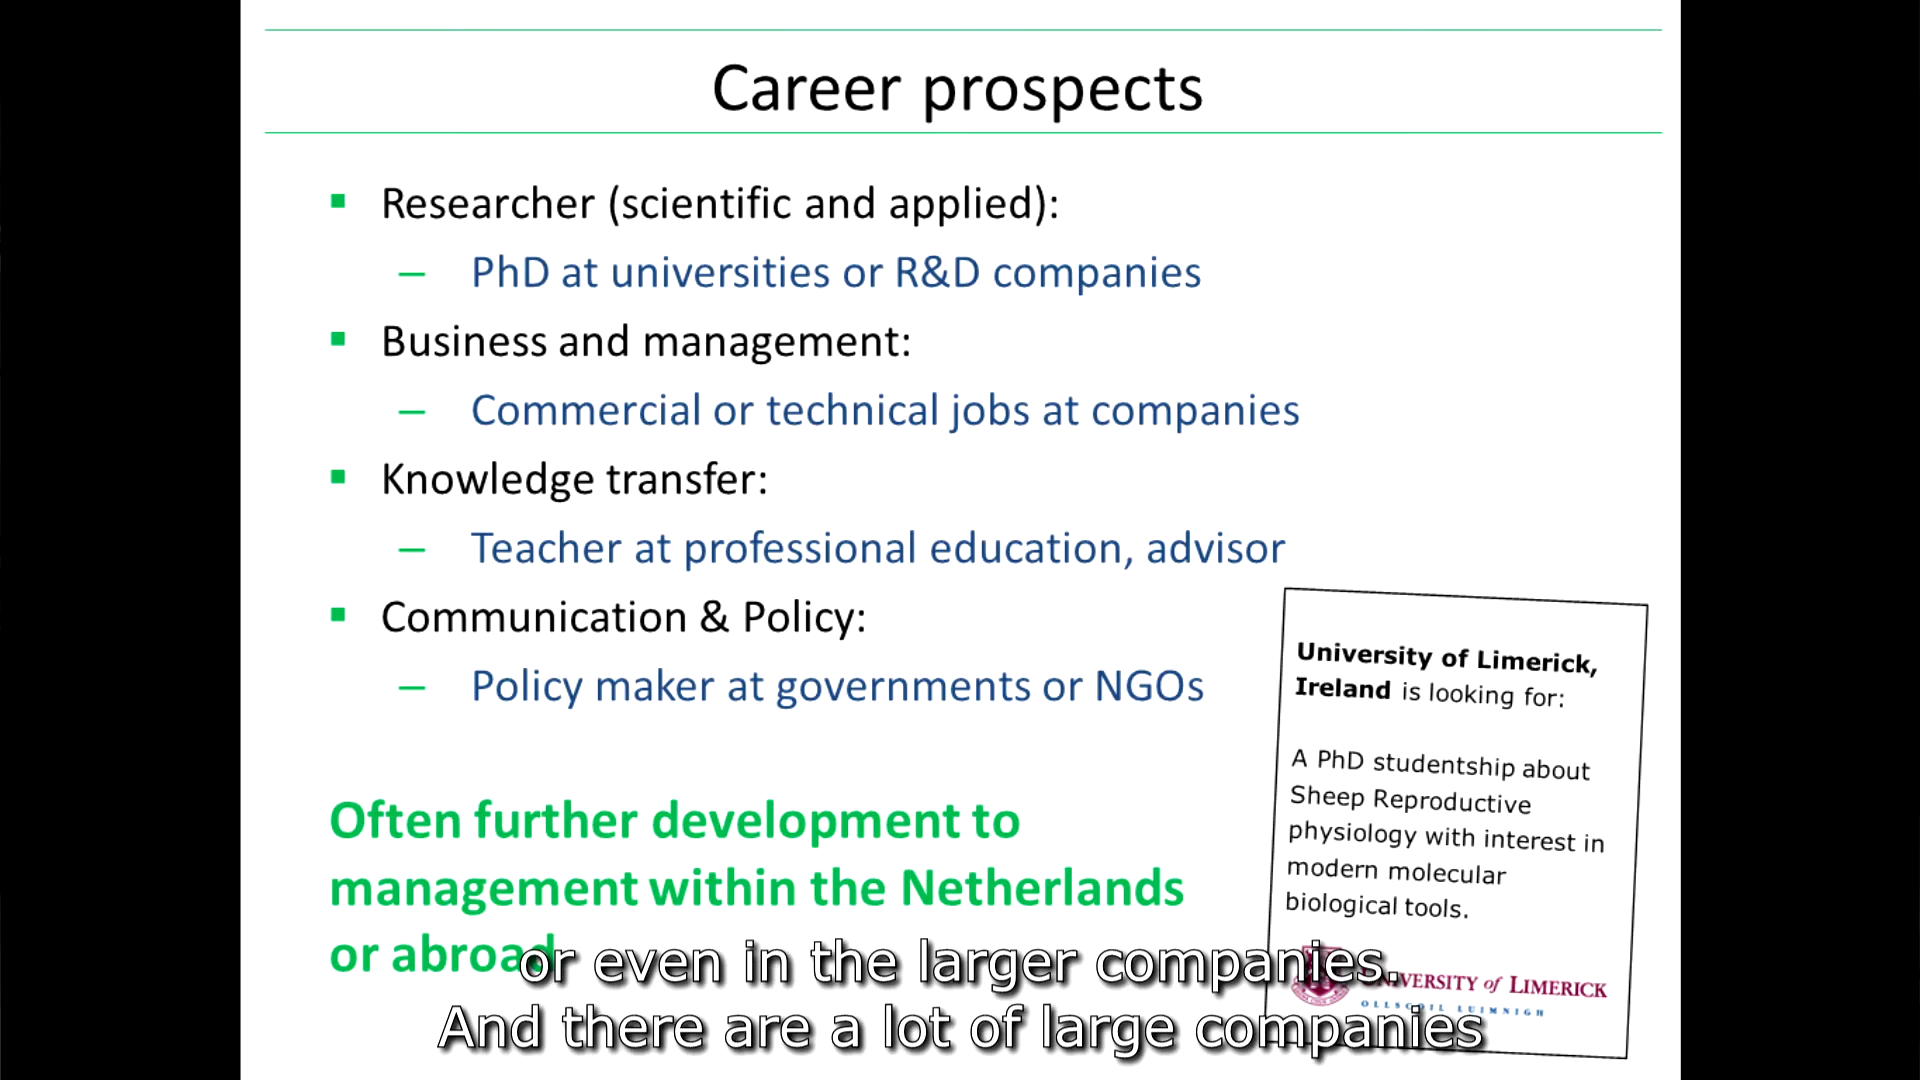 Career prospects
Researcher (scientific and applied):
– PhD at universities or R&D companies
Business and management:
– Commercial or technical jobs at companies
Knowledge transfer:
– Teacher at professional education, advisor
Communication & Policy:
– Policy maker at governments or NGOs
Often further development to
management within the Netherlands
or abroad
University of Limerick,
Ireland is looking for:
A PhD studentship about
Sheep Reproductive
physiology with interest in
modern molecular
biological tools.
UNIVERSITY of LIMERICK
OLLSCOIL LUIMNIGH
or even in the larger companies.
And there are a lot of large companies